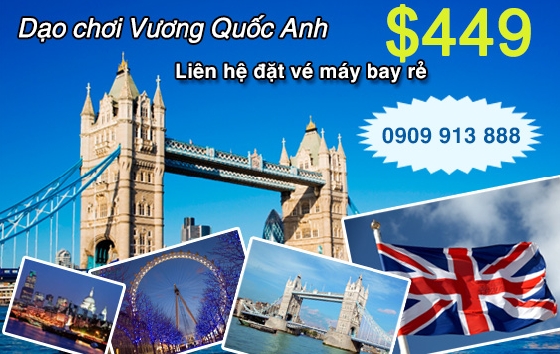 Dạo chơi Vương Quốc Anh
$449
Liên hệ đặt vé máy bay rẻ
0909 913 888